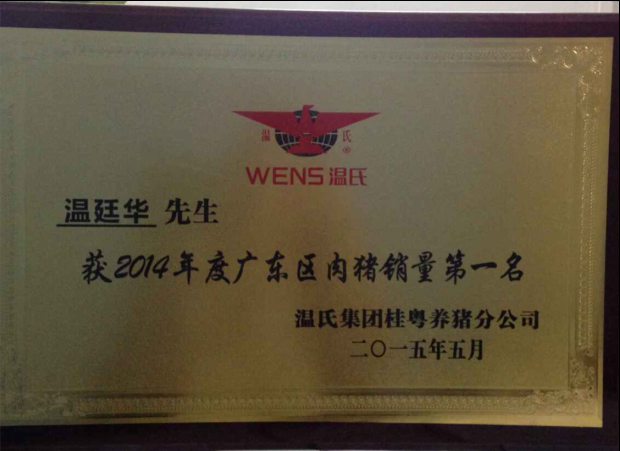 温 氏
WENS温氏
温廷华 先生
获2014年度广东区肉猪销量第一名
温氏集团桂粤养猪分公司
二〇一五年五月